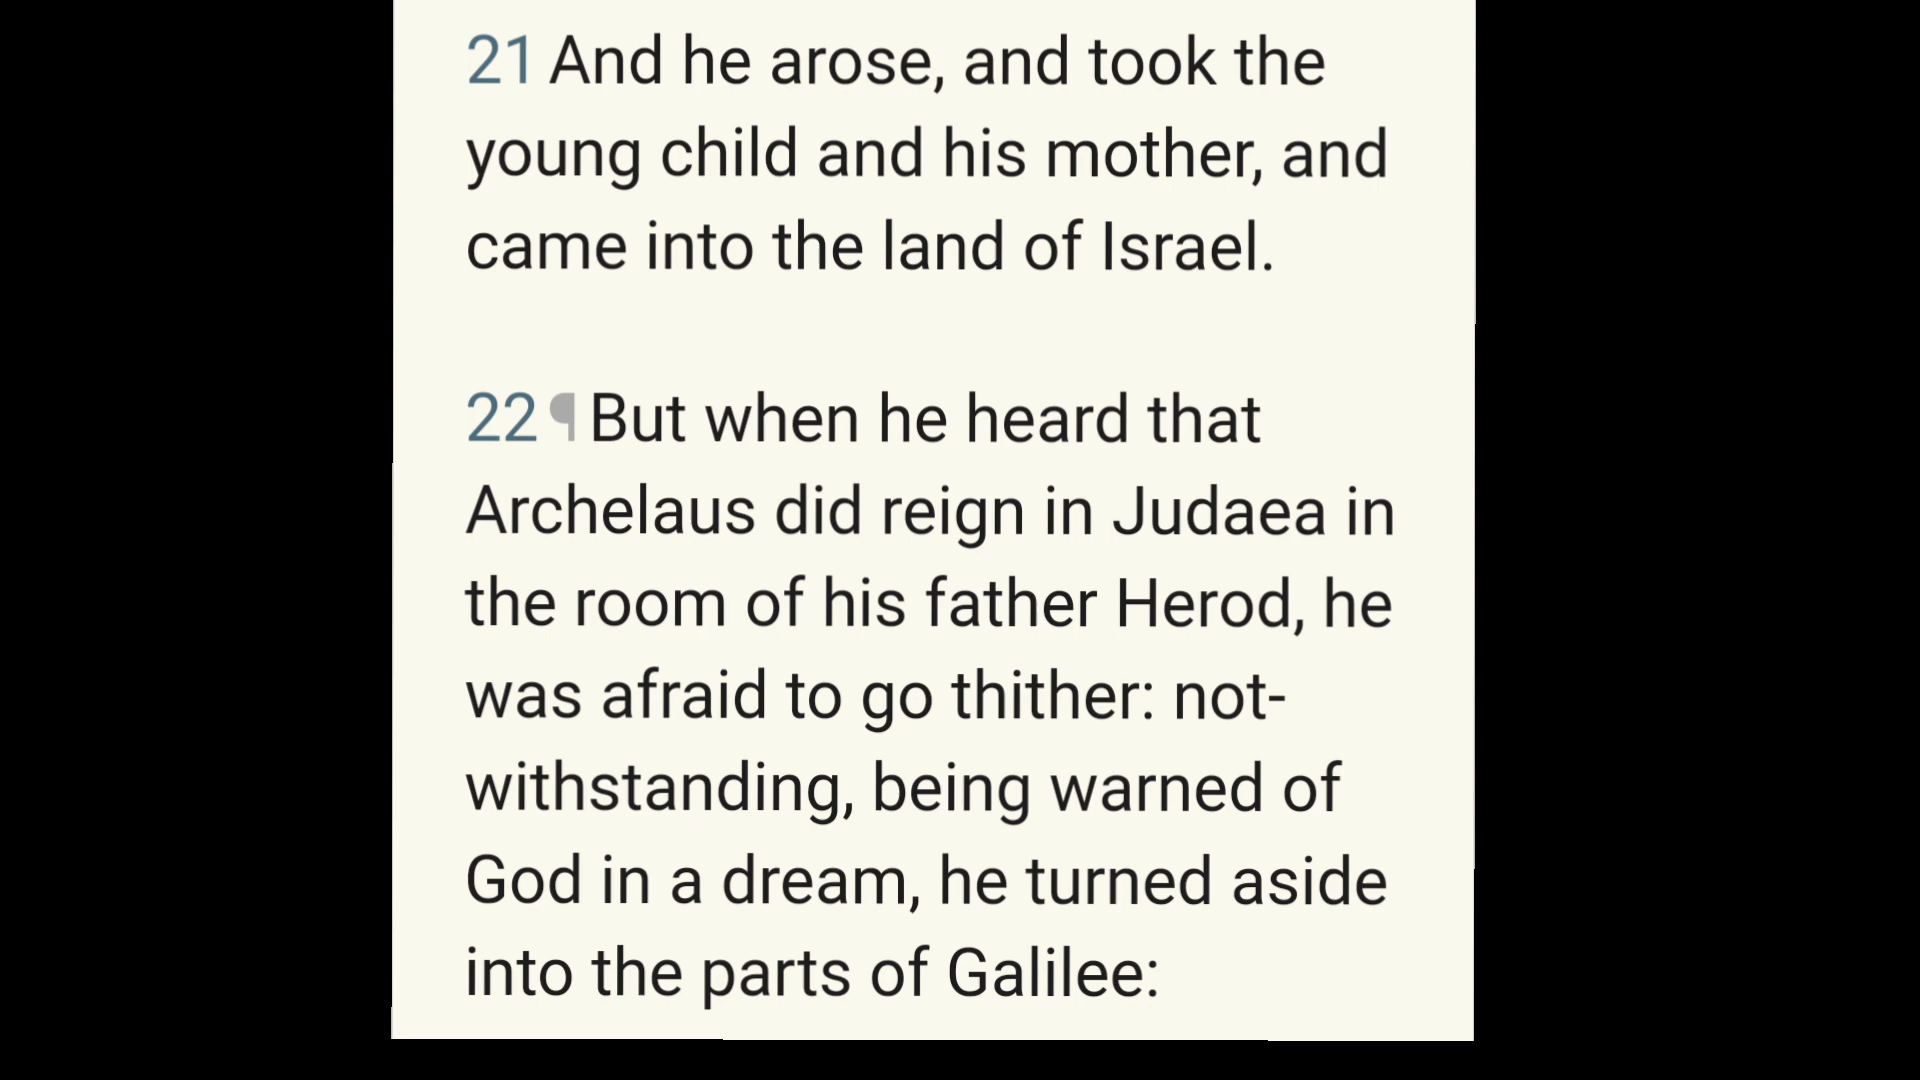 21 And he arose, and took the
young child and his mother, and
came into the land of Israel.
22 ¶ But when he heard that
Archelaus did reign in Judaea in
the room of his father Herod, he
was afraid to go thither: not-
withstanding, being warned of
God in a dream, he turned aside
into the parts of Galilee: